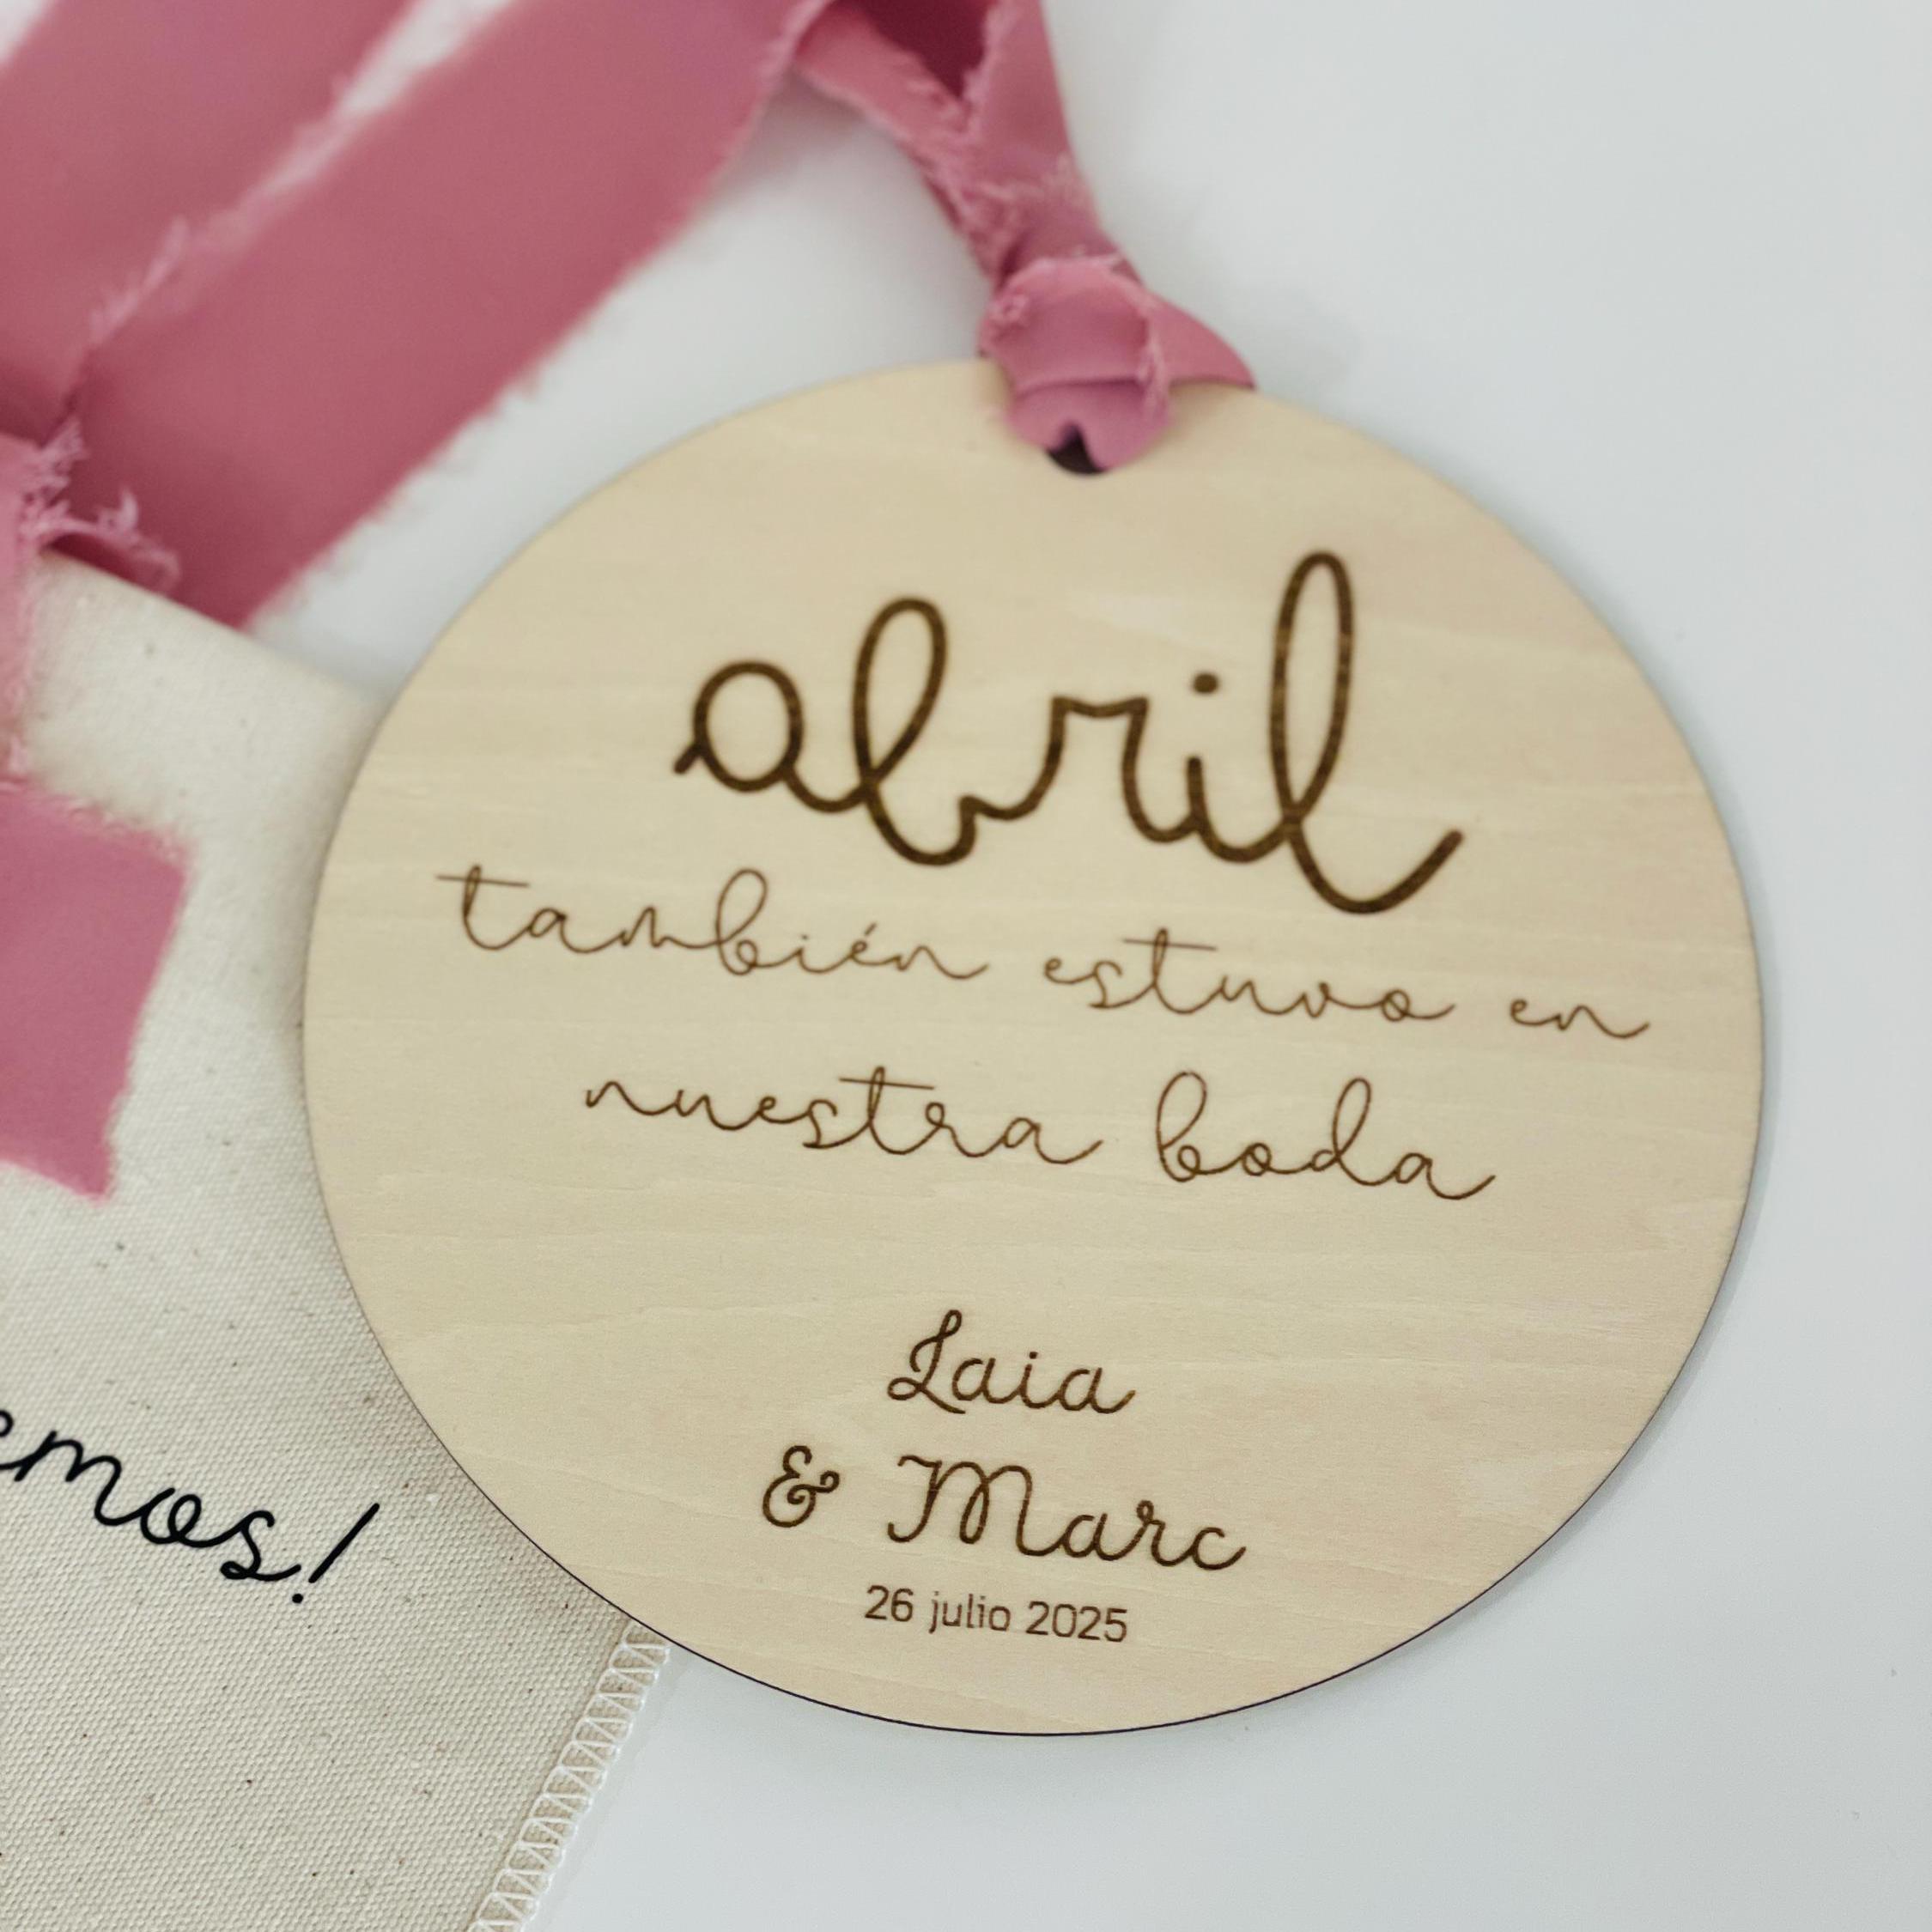 abril
también estuvo en
nuestra boda
Laia
& Marc
26 julio 2025
emos!